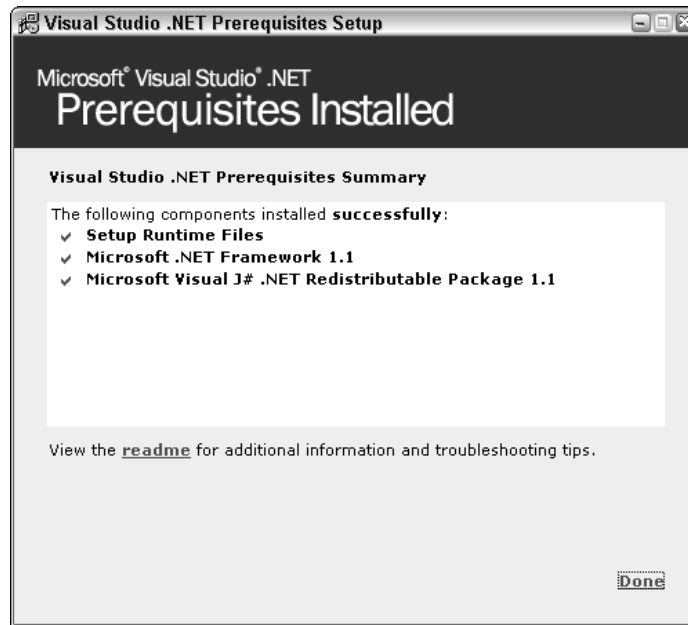 Visual Studio .NET Prerequisites Setup
Microsoft® Visual Studio® .NET
Prerequisites Installed
Visual Studio .NET Prerequisites Summary
The following components installed successfully:
Setup Runtime Files
Microsoft .NET Framework 1.1
Microsoft Visual J# .NET Redistributable Package 1.1
View the readme for additional information and troubleshooting tips.
Done